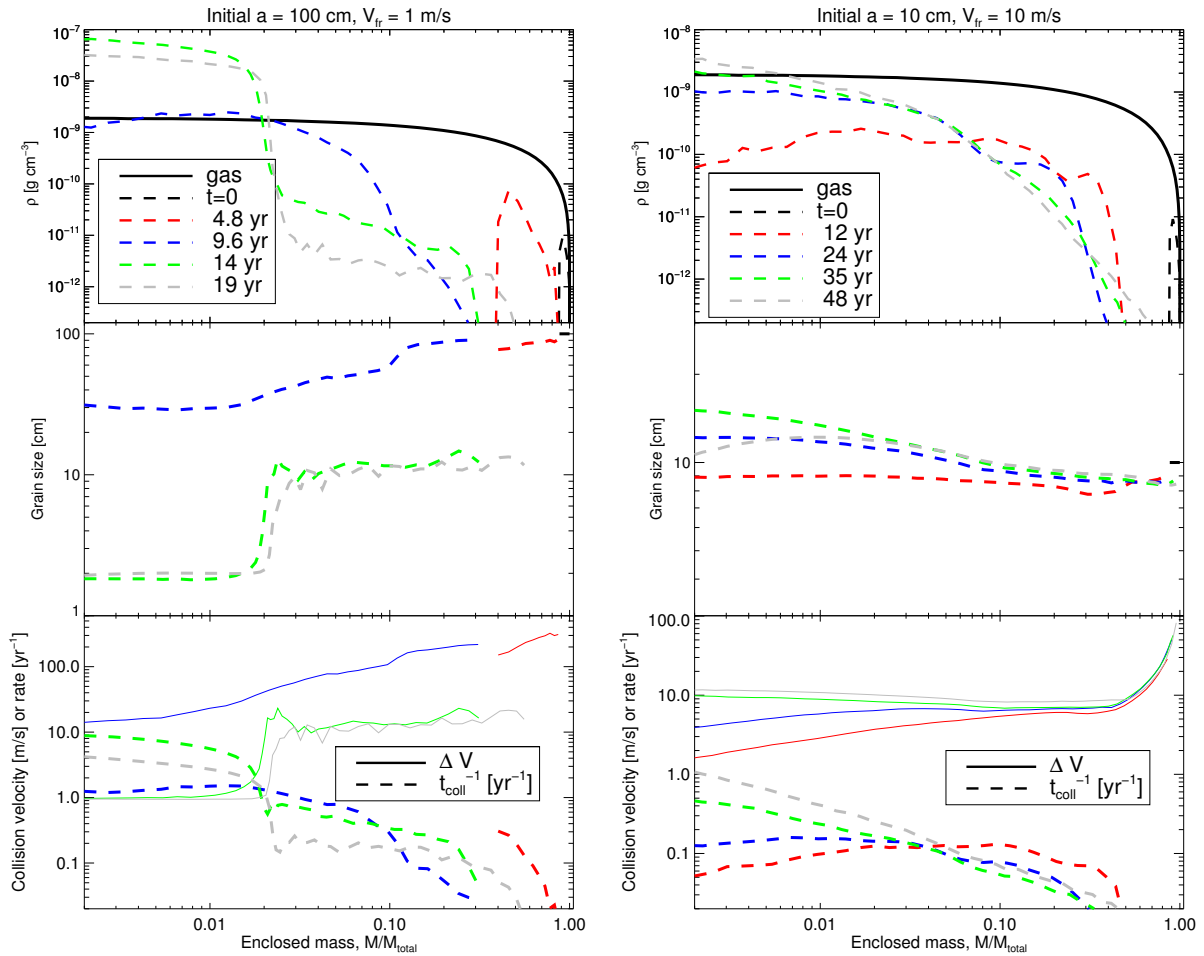 Initial a = 100 cm, V_fr = 1 m/s
10⁻⁷
10⁻⁸
10⁻⁹
10⁻¹⁰
10⁻¹¹
10⁻¹²
ρ [g cm⁻³]
gas
t=0
4.8 yr
9.6 yr
14 yr
19 yr
100
10
1
Grain size [cm]
100.0
10.0
1.0
0.1
Collision velocity [m/s] or rate [yr⁻¹]
Δ V
t_coll⁻¹ [yr⁻¹]
0.01 0.10 1.00
Enclosed mass, M/M_total
Initial a = 10 cm, V_fr = 10 m/s
10⁻⁷
10⁻⁸
10⁻⁹
10⁻¹⁰
10⁻¹¹
10⁻¹²
ρ [g cm⁻³]
gas
t=0
12 yr
24 yr
35 yr
48 yr
10
Grain size [cm]
100.0
10.0
1.0
0.1
Collision velocity [m/s] or rate [yr⁻¹]
Δ V
t_coll⁻¹ [yr⁻¹]
0.01 0.10 1.00
Enclosed mass, M/M_total